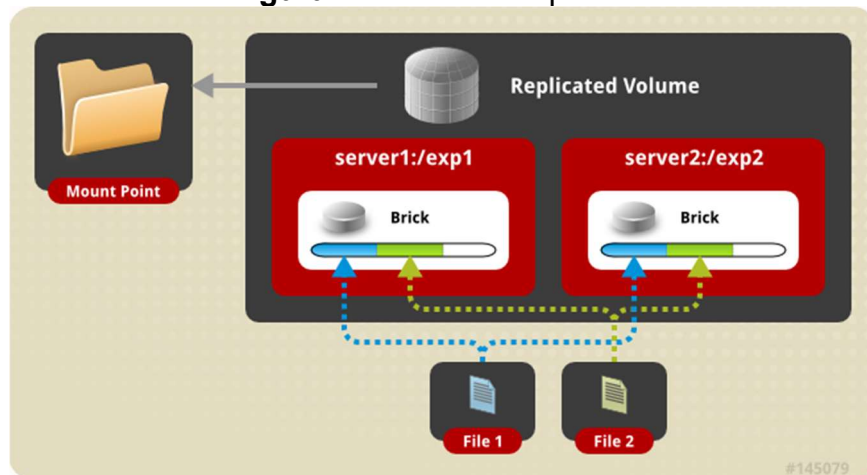 Replicated Volume
server1:/exp1
server2:/exp2
Brick
Brick
Mount Point
File 1
File 2
#145079